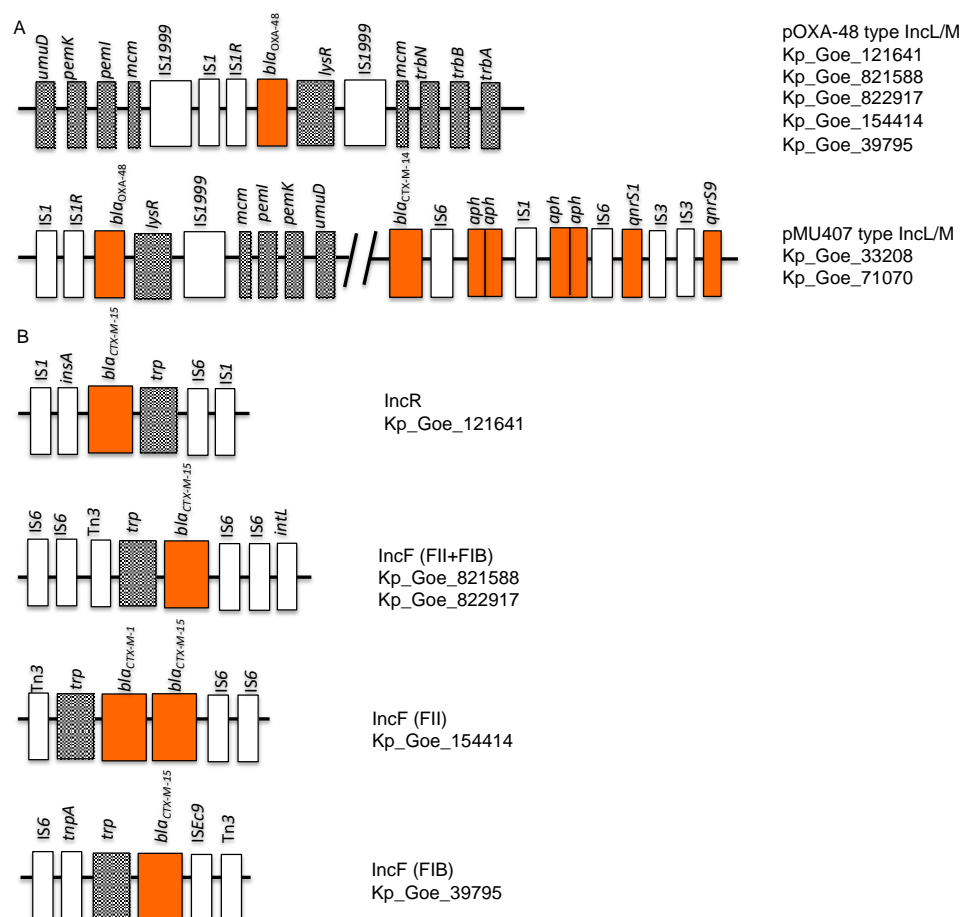 A
umuD pemK pemI mcm IS1999 IS1 IS1R blaOXA-48 lysR IS1999 mcm trbN trbB trbA
pOXA-48 type IncL/M
Kp_Goe_121641
Kp_Goe_821588
Kp_Goe_822917
Kp_Goe_154414
Kp_Goe_39795
IS1 IS1R blaOXA-48 lysR IS1999 mcm pemI pemK umuD blaCTX-M-14 IS6 aph aph IS1 aph aph IS6 qnrS1 IS3 IS3 qnrS9
pMU407 type IncL/M
Kp_Goe_33208
Kp_Goe_71070
B
IS1 insA blaCTX-M-15 trp IS6 IS1
IncR
Kp_Goe_121641
IS6 IS6 Tn3 trp blaCTX-M-15 IS6 IS6 intL
IncF (FII+FIB)
Kp_Goe_821588
Kp_Goe_822917
Tn3 trp blaCTX-M-1 blaCTX-M-15 IS6 IS6
IncF (FII)
Kp_Goe_154414
IS6 tnpA trp blaCTX-M-15 ISEc9 Tn3
IncF (FIB)
Kp_Goe_39795